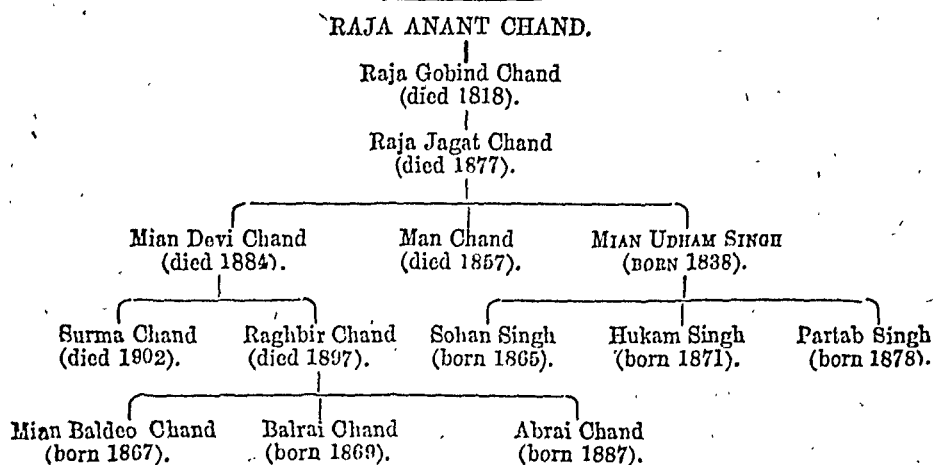 RAJA ANANT CHAND.
Raja Gobind Chand
(died 1818).
Raja Jagat Chand
(died 1877).
Mian Devi Chand
(died 1884).
Man Chand
(died 1857).
MIAN UDHAM SINGH
(BORN 1838).
Surma Chand
(died 1902).
Raghbir Chand
(died 1897).
Sohan Singh
(born 1865).
Hukam Singh
(born 1871).
Partab Singh
(born 1878).
Mian Baldeo Chand
(born 1867).
Balrai Chand
(born 1869).
Abrai Chand
(born 1887).